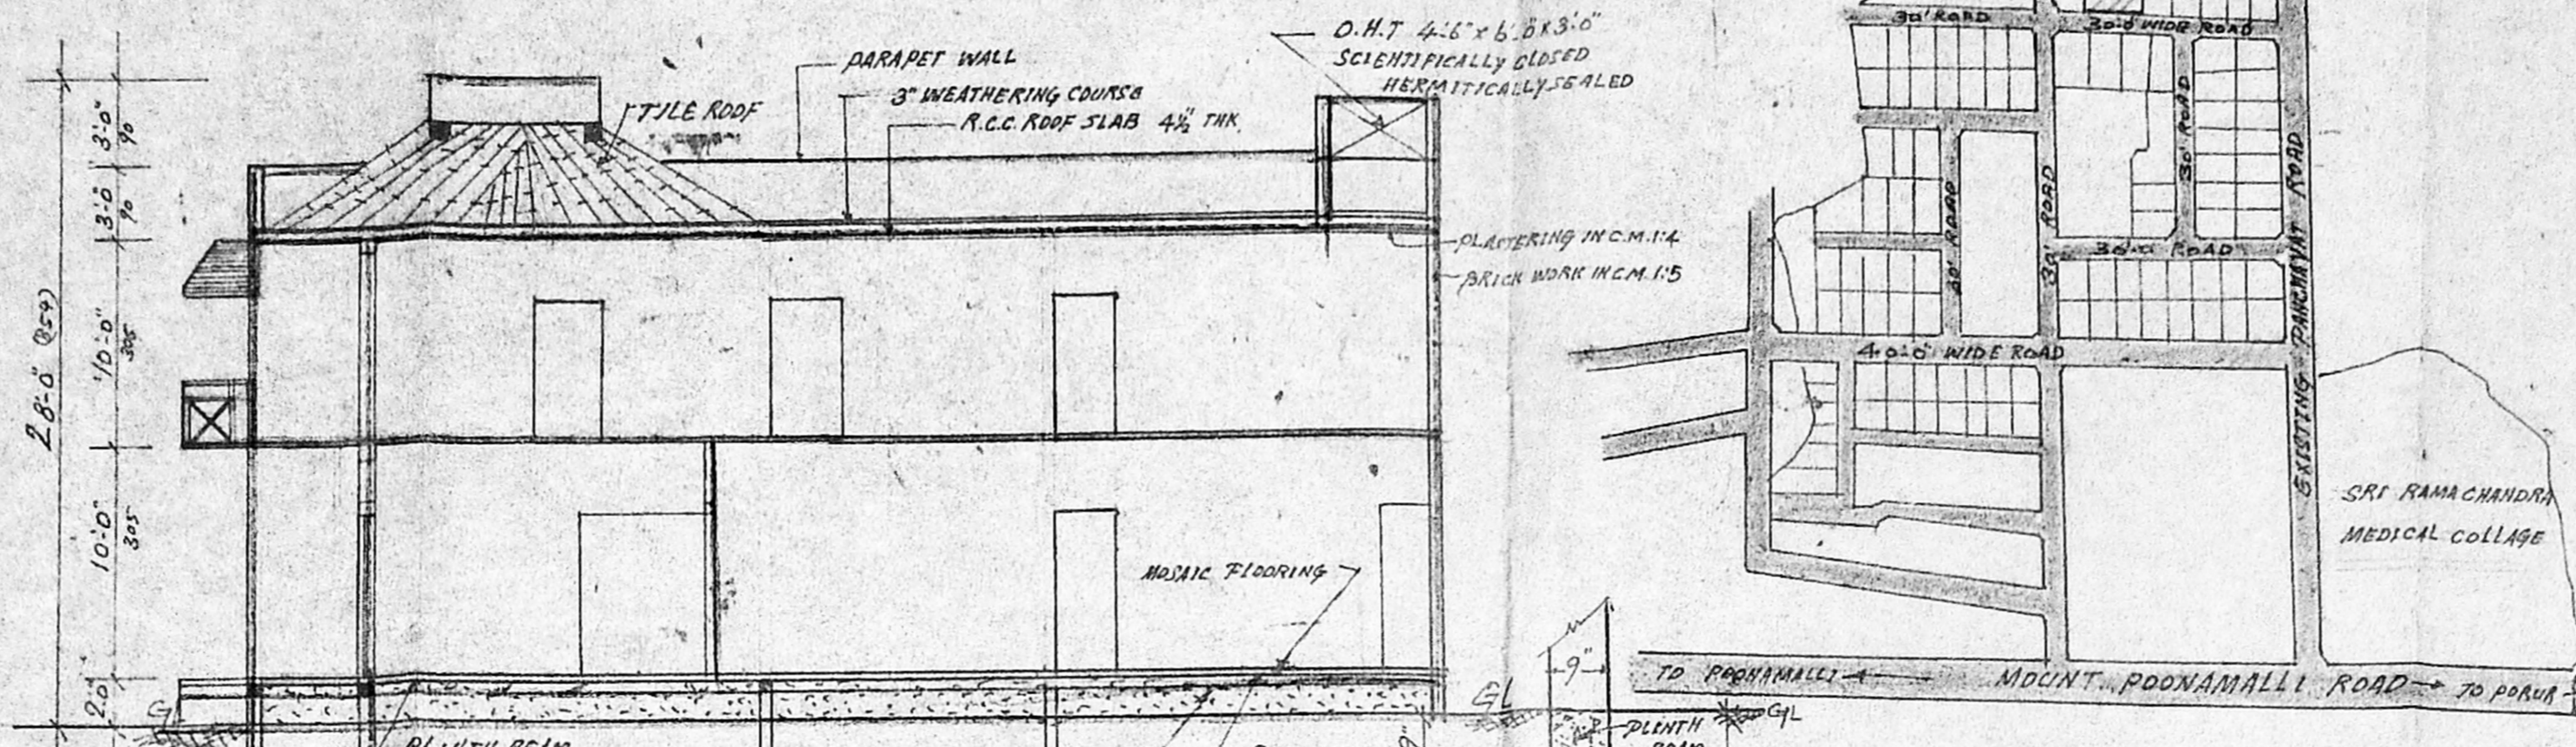 PARAPET WALL
3" WEATHERING COURSE
R.C.C. ROOF SLAB 4½" THK
TILE ROOF
O.H.T 4'-6" x 6'-0" x 3'-0"
SCIENTIFICALLY CLOSED
HERMITICALLY SEALED
PLASTERING IN C.M. 1:4
BRICK WORK IN C.M. 1:5
MOSAIC FLOORING
3'-0"
90
3'-0"
90
10'-0"
305
10'-0"
305
2'-0"
28'-0" (854)
GL
PLINTH BEAM
GL
9"
GL
PLINTH
BEAM
30' ROAD
30-0 WIDE ROAD
30' ROAD
30' ROAD
30' ROAD
30-0 ROAD
40-0" WIDE ROAD
EXISTING PANCHAYAT ROAD
SRI RAMACHANDRA
MEDICAL COLLAGE
TO POONAMALLI
MOUNT POONAMALLI ROAD
TO PORUR